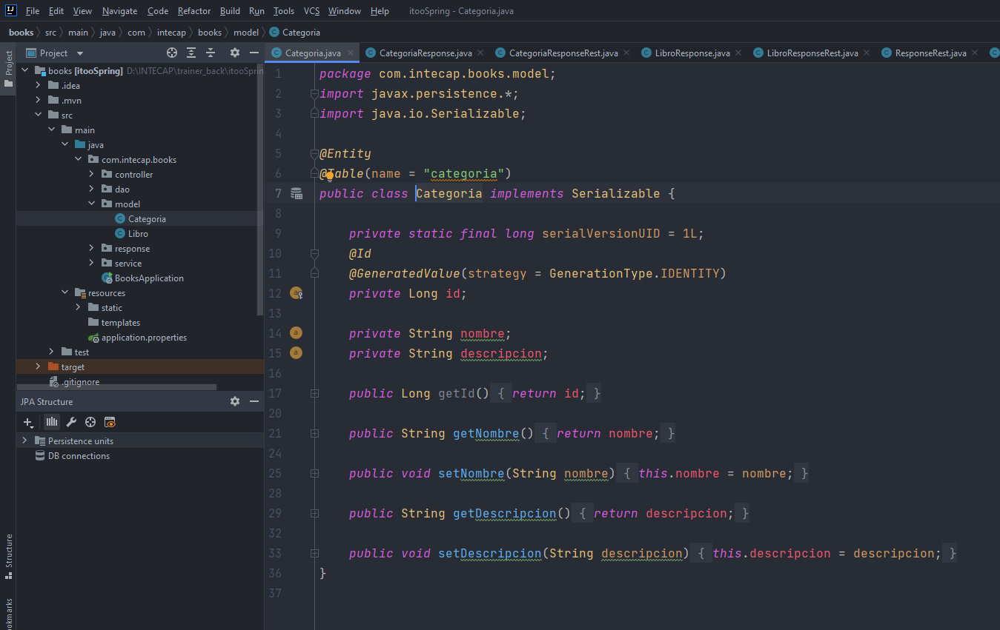 IJ File Edit View Navigate Code Refactor Build Run Tools VCS Window Help itooSpring - Categoria.java
books src main java com intecap books model Categoria
Project
Project
Categoria.java CategoriaResponse.java CategoriaResponseRest.java LibroResponse.java LibroResponseRest.java ResponseRest.java
books [itooSpring] D:\INTECAP\trainer_back\itooSprin
.idea
.mvn
src
main
java
com.intecap.books
controller
dao
model
Categoria
Libro
response
service
BooksApplication
resources
static
templates
application.properties
test
target
.gitignore
JPA Structure
Persistence units
DB connections
Structure
okmarks
1 package com.intecap.books.model;
2 import javax.persistence.*;
3 import java.io.Serializable;
4
5 @Entity
6 @Table(name = "categoria")
7 public class Categoria implements Serializable {
8
9 private static final long serialVersionUID = 1L;
10 @Id
11 @GeneratedValue(strategy = GenerationType.IDENTITY)
12 private Long id;
13
14 private String nombre;
15 private String descripcion;
16
17 public Long getId() { return id; }
20
21 public String getNombre() { return nombre; }
24
25 public void setNombre(String nombre) { this.nombre = nombre; }
28
29 public String getDescripcion() { return descripcion; }
32
33 public void setDescripcion(String descripcion) { this.descripcion = descripcion; }
36 }
37